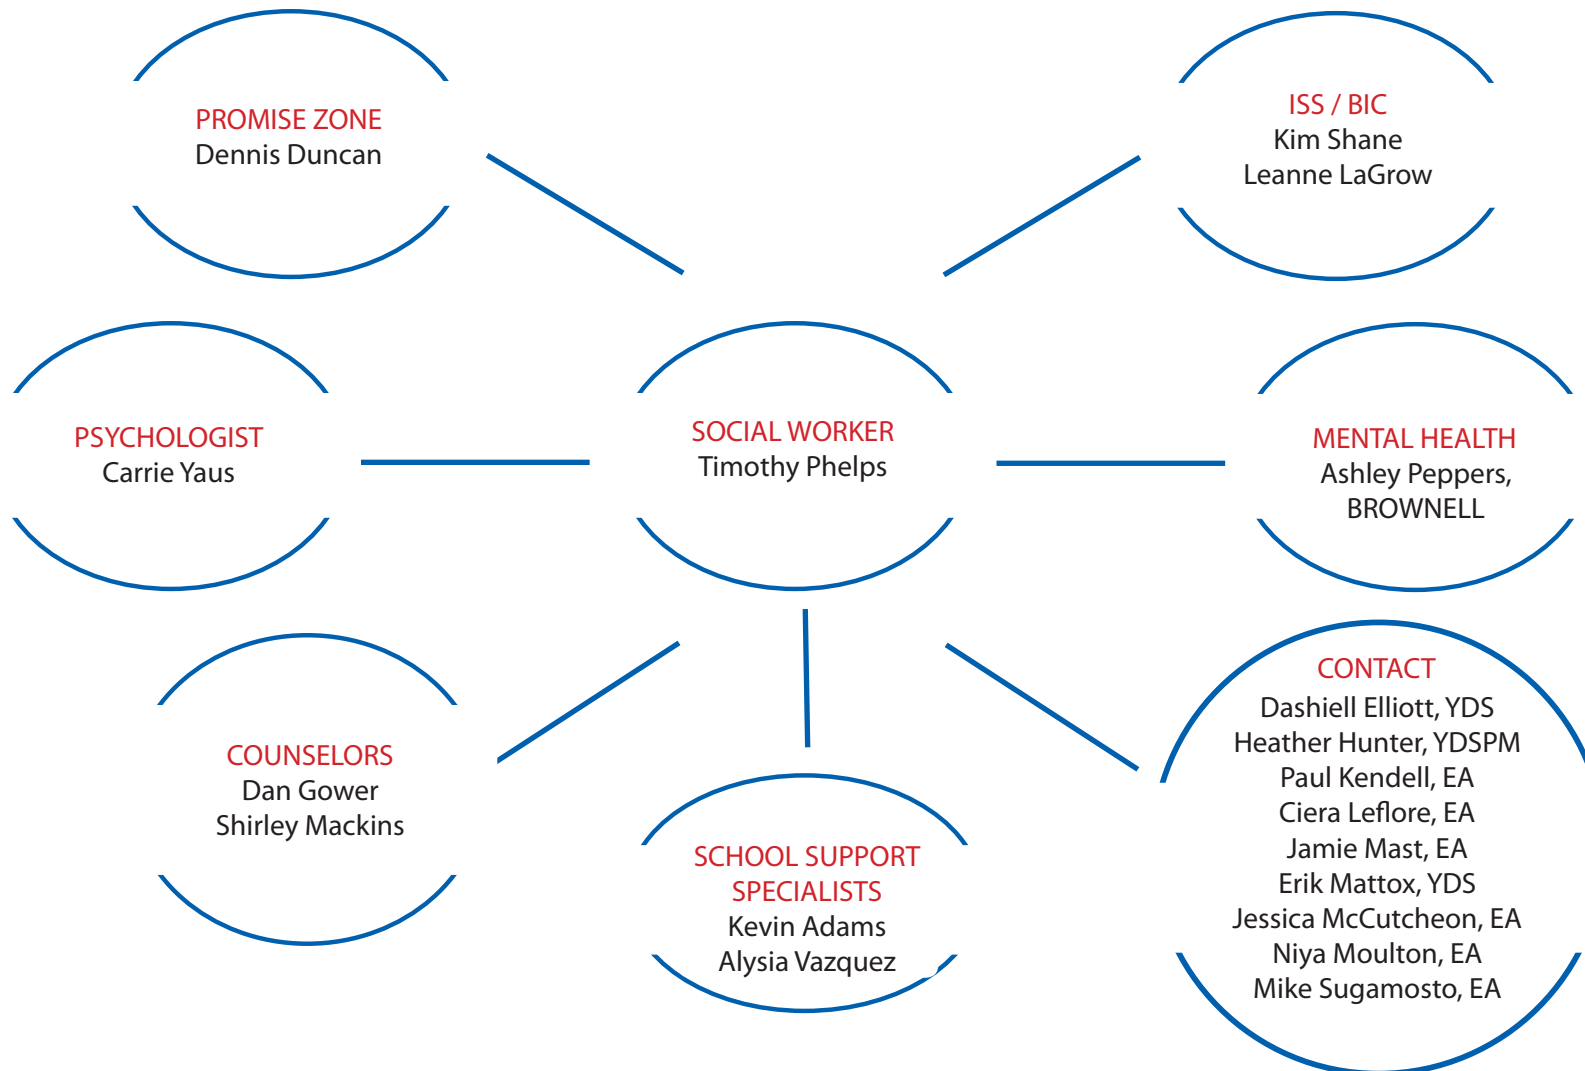 PROMISE ZONE
Dennis Duncan
ISS / BIC
Kim Shane
Leanne LaGrow
PSYCHOLOGIST
Carrie Yaus
SOCIAL WORKER
Timothy Phelps
MENTAL HEALTH
Ashley Peppers,
BROWNELL
COUNSELORS
Dan Gower
Shirley Mackins
SCHOOL SUPPORT
SPECIALISTS
Kevin Adams
Alysia Vazquez
CONTACT
Dashiell Elliott, YDS
Heather Hunter, YDSPM
Paul Kendell, EA
Ciera Leflore, EA
Jamie Mast, EA
Erik Mattox, YDS
Jessica McCutcheon, EA
Niya Moulton, EA
Mike Sugamosto, EA